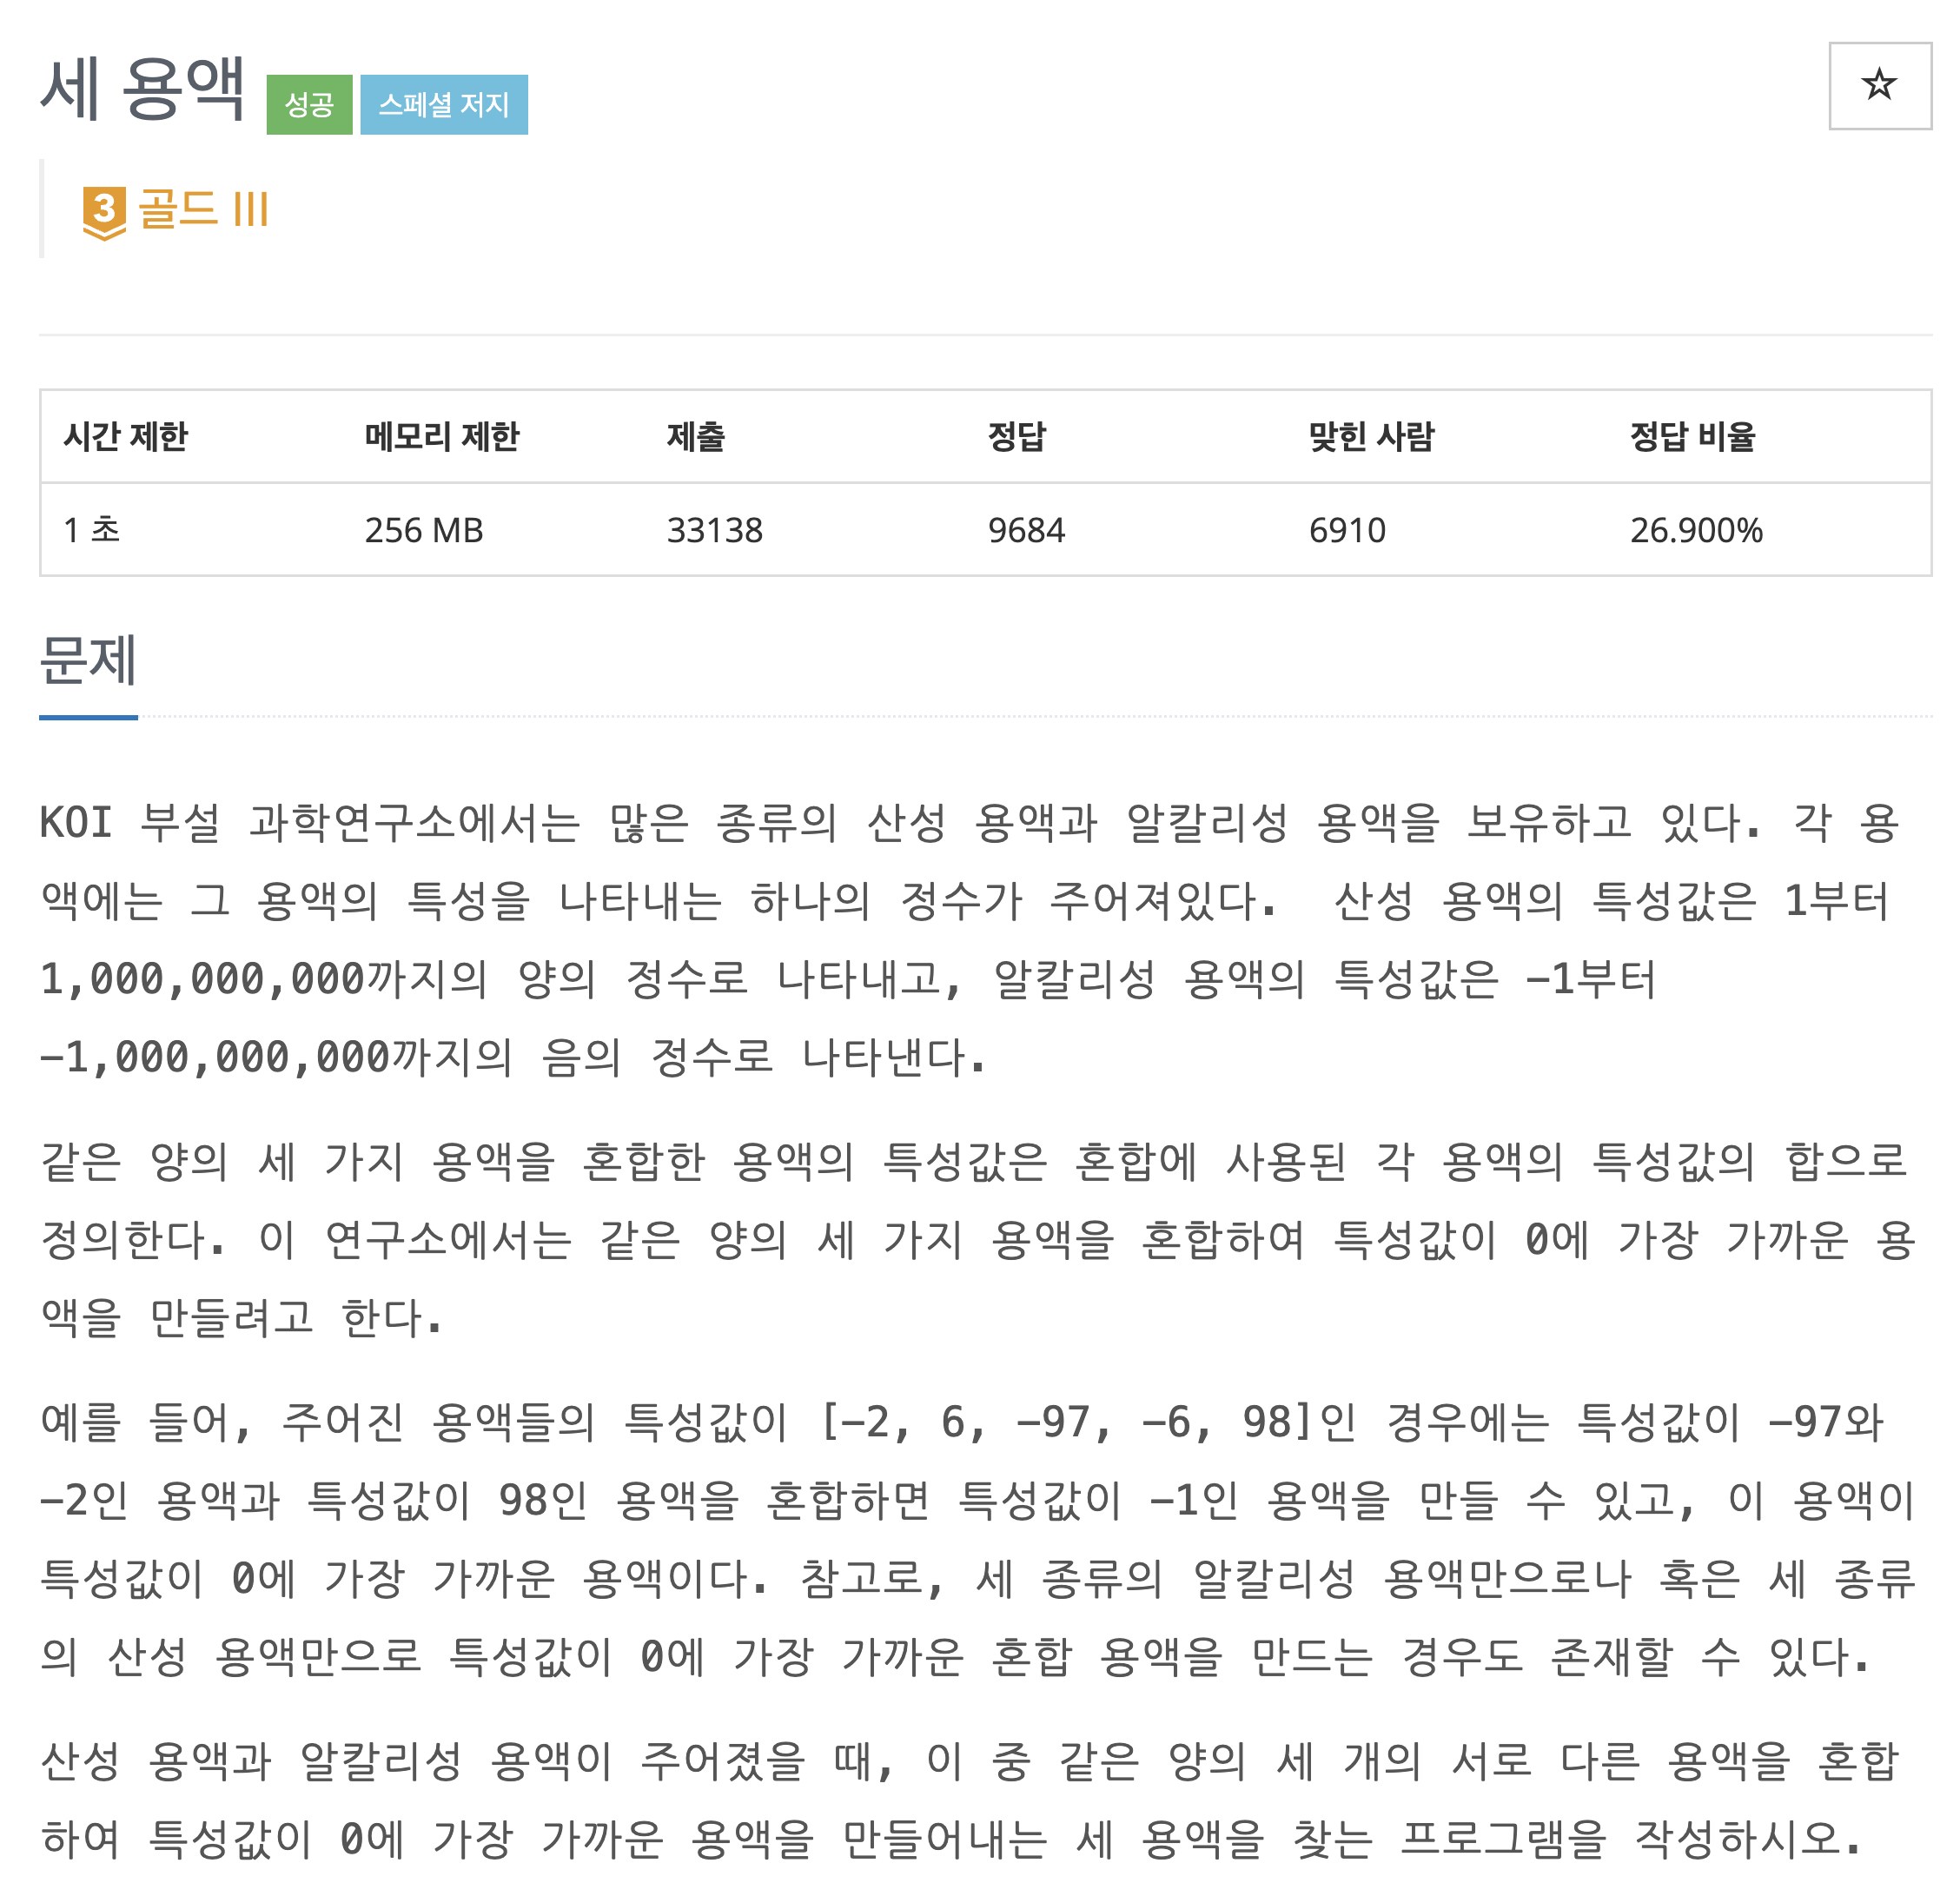 세 용액 성공 스페셜 저지
3 골드 III
시간 제한 메모리 제한 제출 정답 맞힌 사람 정답 비율
1 초 256 MB 33138 9684 6910 26.900%
문제
KOI 부설 과학연구소에서는 많은 종류의 산성 용액과 알칼리성 용액을 보유하고 있다. 각 용
액에는 그 용액의 특성을 나타내는 하나의 정수가 주어져있다.  산성 용액의 특성값은 1부터
1,000,000,000까지의 양의 정수로 나타내고, 알칼리성 용액의 특성값은 -1부터
-1,000,000,000까지의 음의 정수로 나타낸다.
같은 양의 세 가지 용액을 혼합한 용액의 특성값은 혼합에 사용된 각 용액의 특성값의 합으로
정의한다. 이 연구소에서는 같은 양의 세 가지 용액을 혼합하여 특성값이 0에 가장 가까운 용
액을 만들려고 한다.
예를 들어, 주어진 용액들의 특성값이 [-2, 6, -97, -6, 98]인 경우에는 특성값이 -97와
-2인 용액과 특성값이 98인 용액을 혼합하면 특성값이 -1인 용액을 만들 수 있고, 이 용액이
특성값이 0에 가장 가까운 용액이다. 참고로, 세 종류의 알칼리성 용액만으로나 혹은 세 종류
의 산성 용액만으로 특성값이 0에 가장 가까운 혼합 용액을 만드는 경우도 존재할 수 있다.
산성 용액과 알칼리성 용액이 주어졌을 때, 이 중 같은 양의 세 개의 서로 다른 용액을 혼합
하여 특성값이 0에 가장 가까운 용액을 만들어내는 세 용액을 찾는 프로그램을 작성하시오.